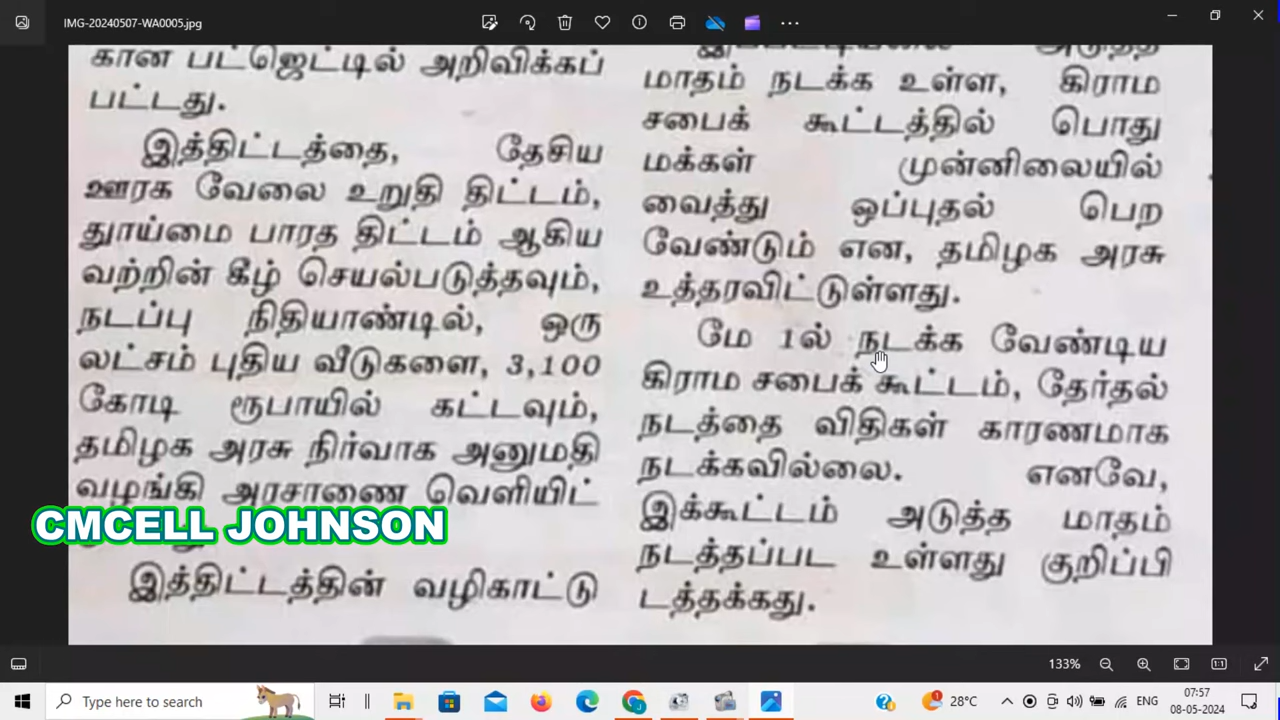 IMG-20240507-WA0005.jpg
கான பட்ஜெட்டில் அறிவிக்கப்
பட்டது.
இத்திட்டத்தை, தேசிய
ஊரக வேலை உறுதி திட்டம்,
துாய்மை பாரத திட்டம் ஆகிய
வற்றின் கீழ் செயல்படுத்தவும்,
நடப்பு நிதியாண்டில், ஒரு
லட்சம் புதிய வீடுகளை, 3,100
கோடி ரூபாயில் கட்டவும்,
தமிழக அரசு நிர்வாக அனுமதி
வழங்கி அரசாணை வெளியிட்
இத்திட்டத்தின் வழிகாட்டு
அடுத்த
மாதம் நடக்க உள்ள, கிராம
சபைக் கூட்டத்தில் பொது
மக்கள் முன்னிலையில்
வைத்து ஒப்புதல் பெற
வேண்டும் என, தமிழக அரசு
உத்தரவிட்டுள்ளது.
மே 1ல் நடக்க வேண்டிய
கிராம சபைக் கூட்டம், தேர்தல்
நடத்தை விதிகள் காரணமாக
நடக்கவில்லை. எனவே,
இக்கூட்டம் அடுத்த மாதம்
நடத்தப்பட உள்ளது குறிப்பி
டத்தக்கது.
CMCELL JOHNSON
133%
Type here to search
28°C
ENG
07:57
08-05-2024